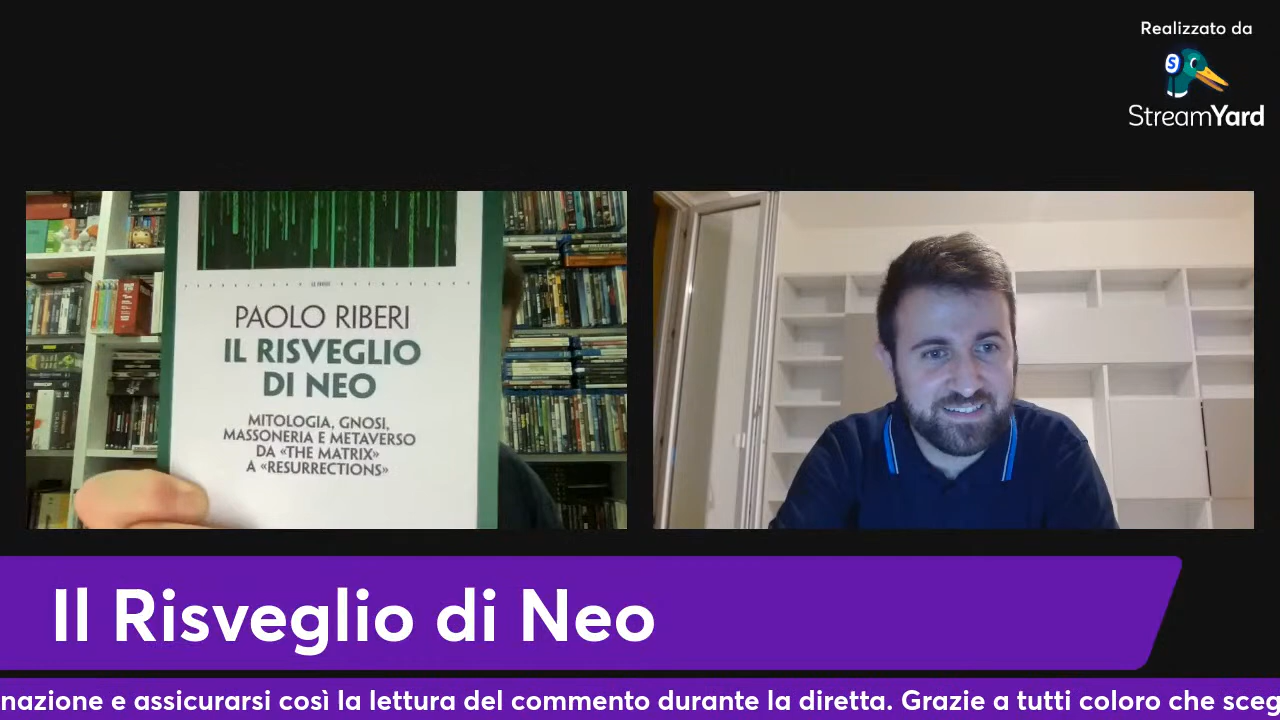 Realizzato da
S
StreamYard
PAOLO RIBERI
IL RISVEGLIO
DI NEO
MITOLOGIA, GNOSI,
MASSONERIA E METAVERSO
DA «THE MATRIX»
A «RESURRECTIONS»
Il Risveglio di Neo
nazione e assicurarsi così la lettura del commento durante la diretta. Grazie a tutti coloro che sceg